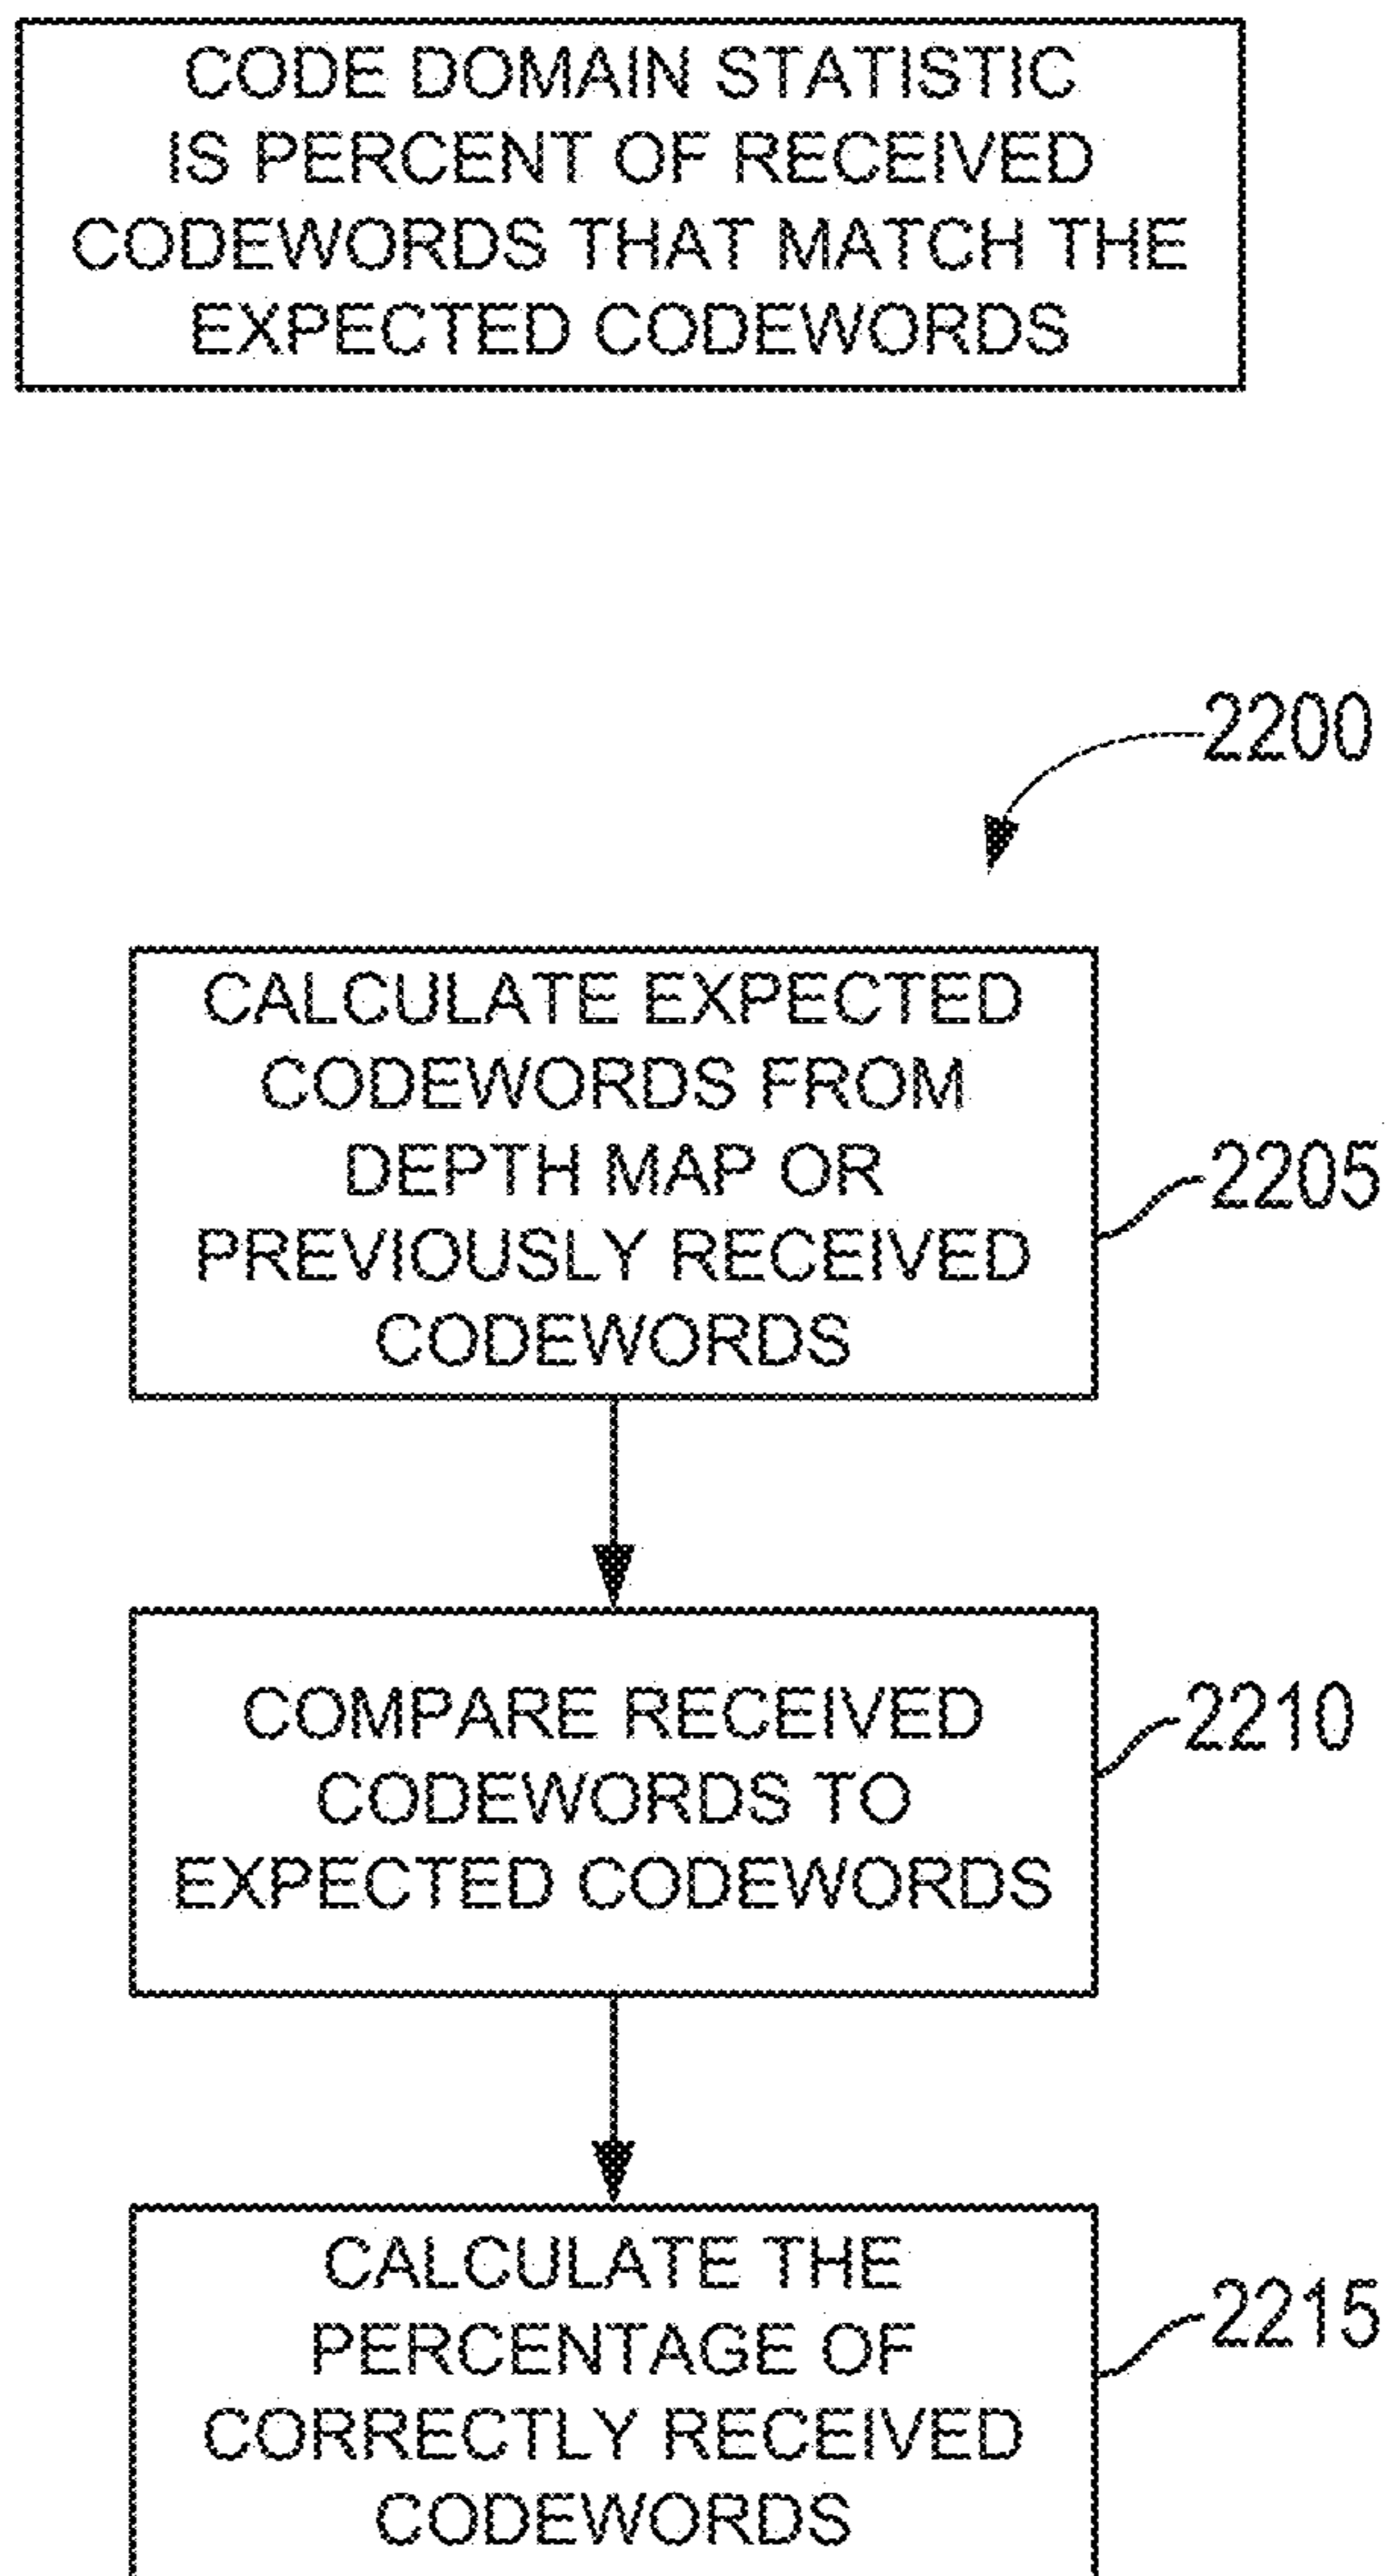 CODE DOMAIN STATISTIC
IS PERCENT OF RECEIVED
CODEWORDS THAT MATCH THE
EXPECTED CODEWORDS
2200
CALCULATE EXPECTED
CODEWORDS FROM
DEPTH MAP OR
PREVIOUSLY RECEIVED
CODEWORDS
2205
COMPARE RECEIVED
CODEWORDS TO
EXPECTED CODEWORDS
2210
CALCULATE THE
PERCENTAGE OF
CORRECTLY RECEIVED
CODEWORDS
2215